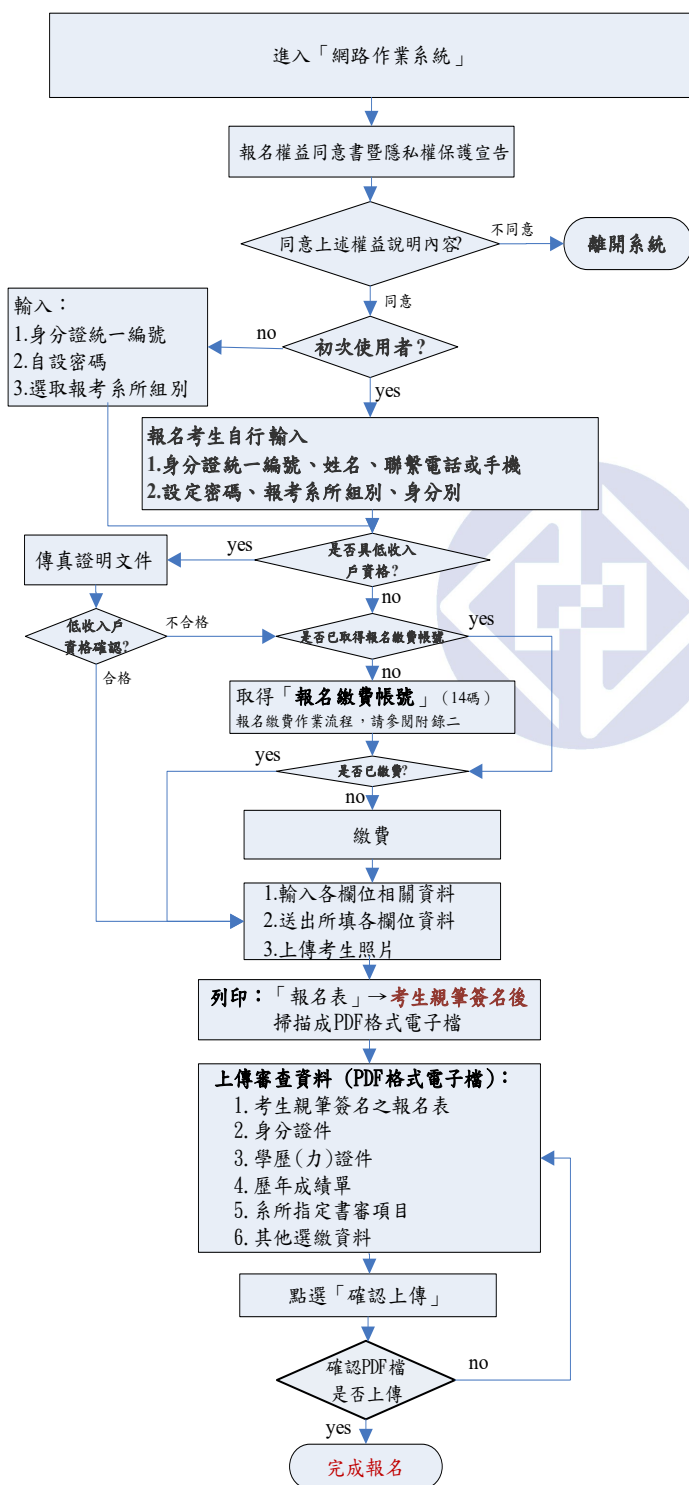 進入「網路作業系統」
報名權益同意書暨隱私權保護宣告
同意上述權益說明內容?
不同意
離開系統
同意
輸入：
1.身分證統一編號
2.自設密碼
3.選取報考系所組別
no
初次使用者？
yes
報名考生自行輸入
1.身分證統一編號、姓名、聯繫電話或手機
2.設定密碼、報考系所組別、身分別
傳真證明文件
yes
是否具低收入
戶資格?
no
低收入戶
資格確認?
不合格
是否已取得報名繳費帳號
yes
合格
no
取得「報名繳費帳號」（14碼）
報名繳費作業流程，請參閱附錄二
yes
是否已繳費?
no
繳費
1.輸入各欄位相關資料
2.送出所填各欄位資料
3.上傳考生照片
列印：「報名表」→考生親筆簽名後
掃描成PDF格式電子檔
上傳審查資料 (PDF格式電子檔)：
1.考生親筆簽名之報名表
2.身分證件
3.學歷(力)證件
4.歷年成績單
5.系所指定書審項目
6.其他選繳資料
點選「確認上傳」
確認PDF檔
是否上傳
no
yes
完成報名